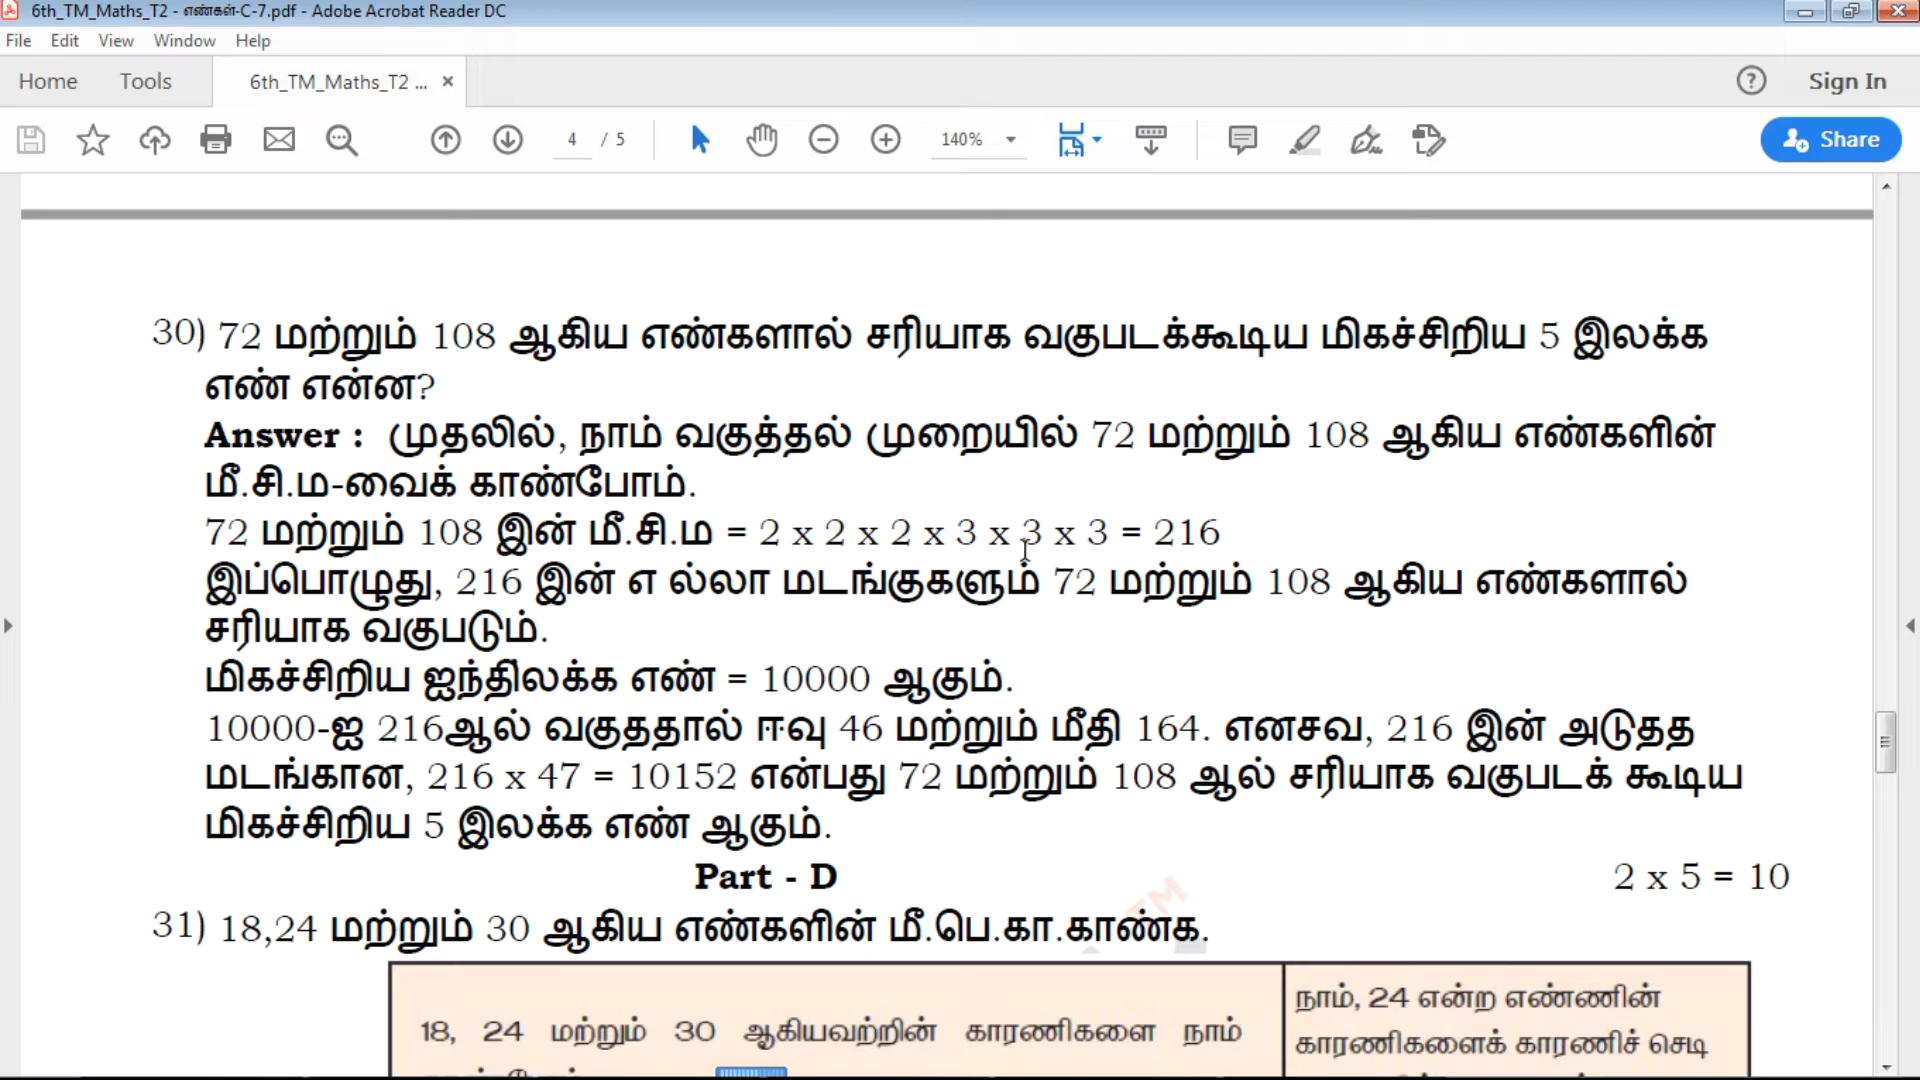 6th_TM_Maths_T2 - எண்கள்-C-7.pdf - Adobe Acrobat Reader DC
File Edit View Window Help
Home Tools 6th_TM_Maths_T2 ... × Sign In
4 / 5 140% Share
30) 72 மற்றும் 108 ஆகிய எண்களால் சரியாக வகுபடக்கூடிய மிகச்சிறிய 5 இலக்க
எண் என்ன?
Answer : முதலில், நாம் வகுத்தல் முறையில் 72 மற்றும் 108 ஆகிய எண்களின்
மீ.சி.ம-வைக் காண்போம்.
72 மற்றும் 108 இன் மீ.சி.ம = 2 x 2 x 2 x 3 x 3 x 3 = 216
இப்பொழுது, 216 இன் எ ல்லா மடங்குகளும் 72 மற்றும் 108 ஆகிய எண்களால்
சரியாக வகுபடும்.
மிகச்சிறிய ஐந்திலக்க எண் = 10000 ஆகும்.
10000-ஐ 216ஆல் வகுததால் ஈவு 46 மற்றும் மீதி 164. எனசவ, 216 இன் அடுதத
மடங்கான, 216 x 47 = 10152 என்பது 72 மற்றும் 108 ஆல் சரியாக வகுபடக் கூடிய
மிகச்சிறிய 5 இலக்க எண் ஆகும்.
Part - D 2 x 5 = 10
31) 18,24 மற்றும் 30 ஆகிய எண்களின் மீ.பெ.கா.காண்க.
18, 24 மற்றும் 30 ஆகியவற்றின் காரணிகளை நாம்
நாம், 24 என்ற எண்ணின்
காரணிகளைக் காரணிச் செடி